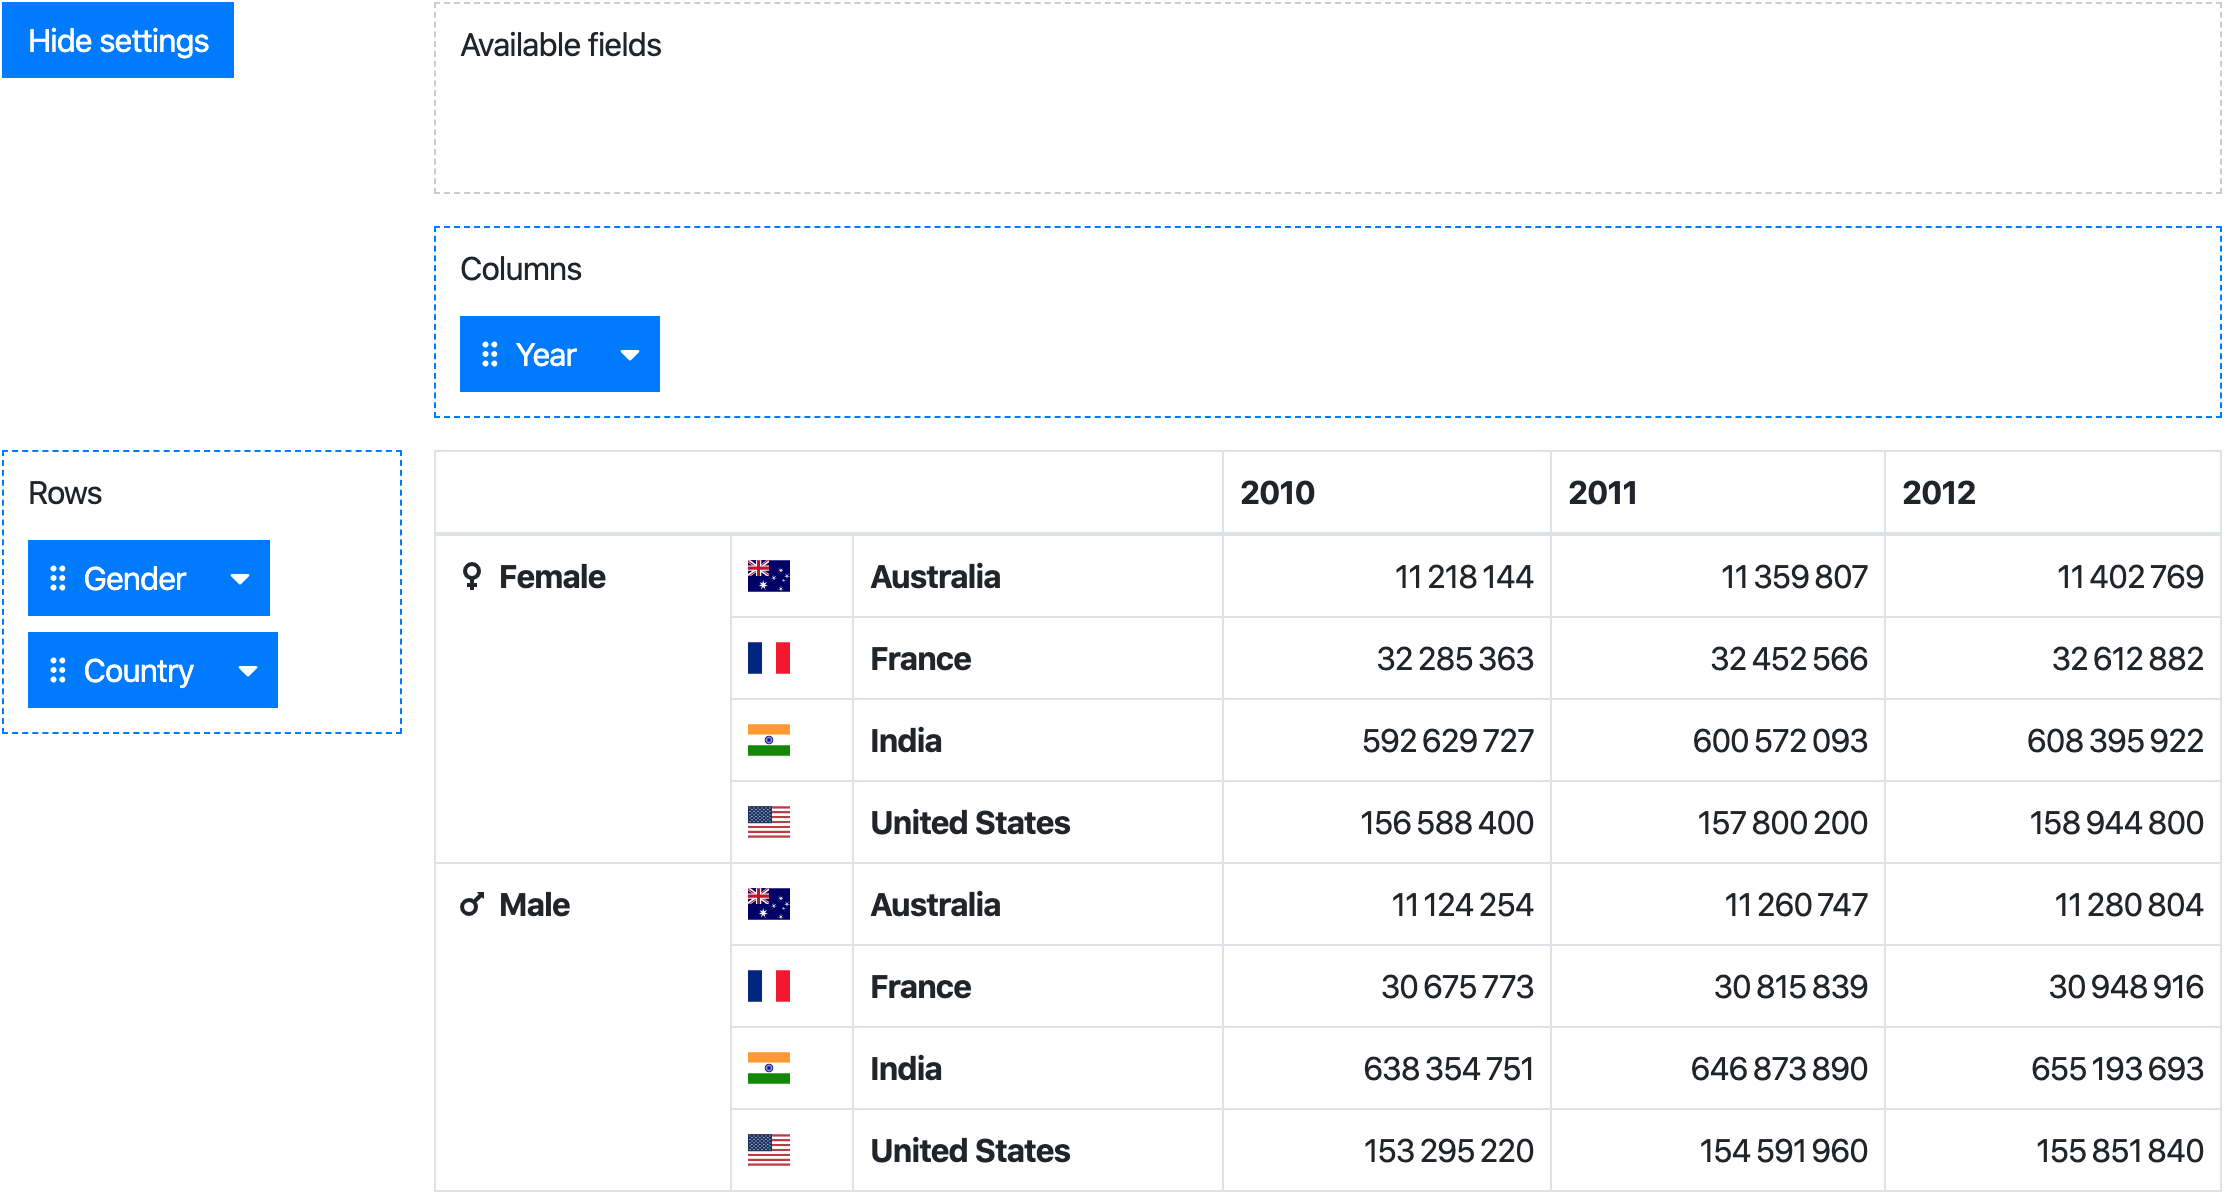 Hide settings
Available fields
Columns
Year
Rows
Gender
Country
2010 2011 2012
♀ Female Australia 11 218 144 11 359 807 11 402 769
France 32 285 363 32 452 566 32 612 882
India 592 629 727 600 572 093 608 395 922
United States 156 588 400 157 800 200 158 944 800
♂ Male Australia 11 124 254 11 260 747 11 280 804
France 30 675 773 30 815 839 30 948 916
India 638 354 751 646 873 890 655 193 693
United States 153 295 220 154 591 960 155 851 840